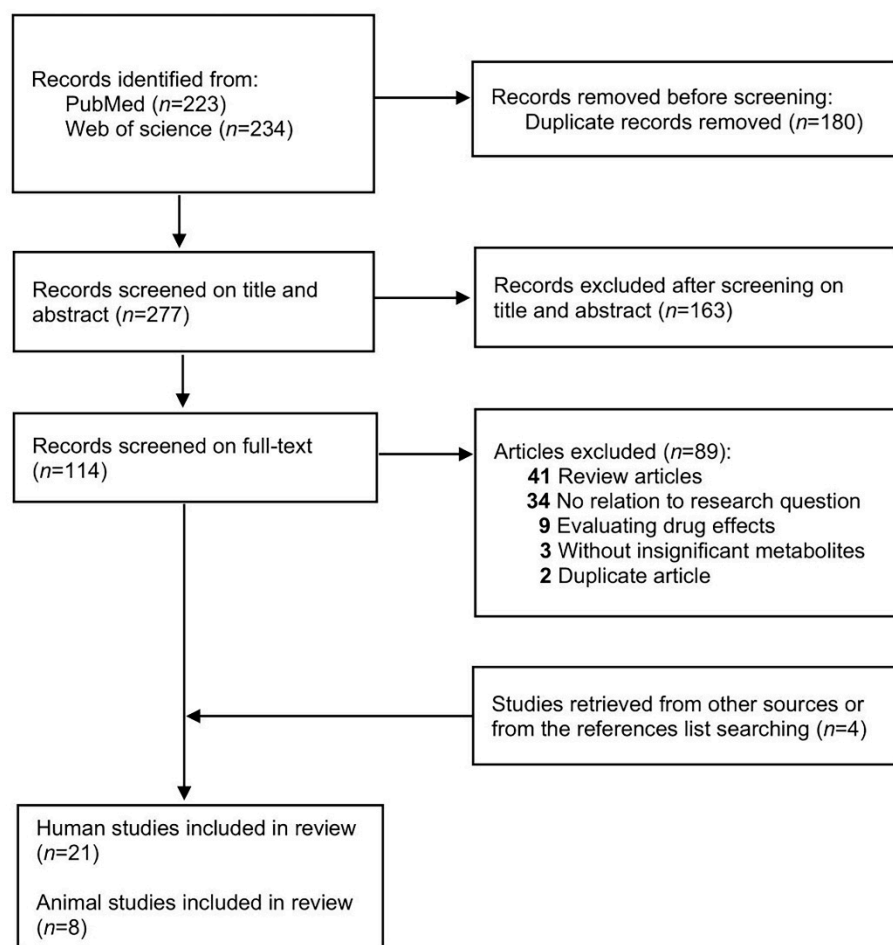 Records identified from:
PubMed (n=223)
Web of science (n=234)
Records removed before screening:
Duplicate records removed (n=180)
Records screened on title and
abstract (n=277)
Records excluded after screening on
title and abstract (n=163)
Records screened on full-text
(n=114)
Articles excluded (n=89):
41 Review articles
34 No relation to research question
9 Evaluating drug effects
3 Without insignificant metabolites
2 Duplicate article
Studies retrieved from other sources or
from the references list searching (n=4)
Human studies included in review
(n=21)
Animal studies included in review
(n=8)